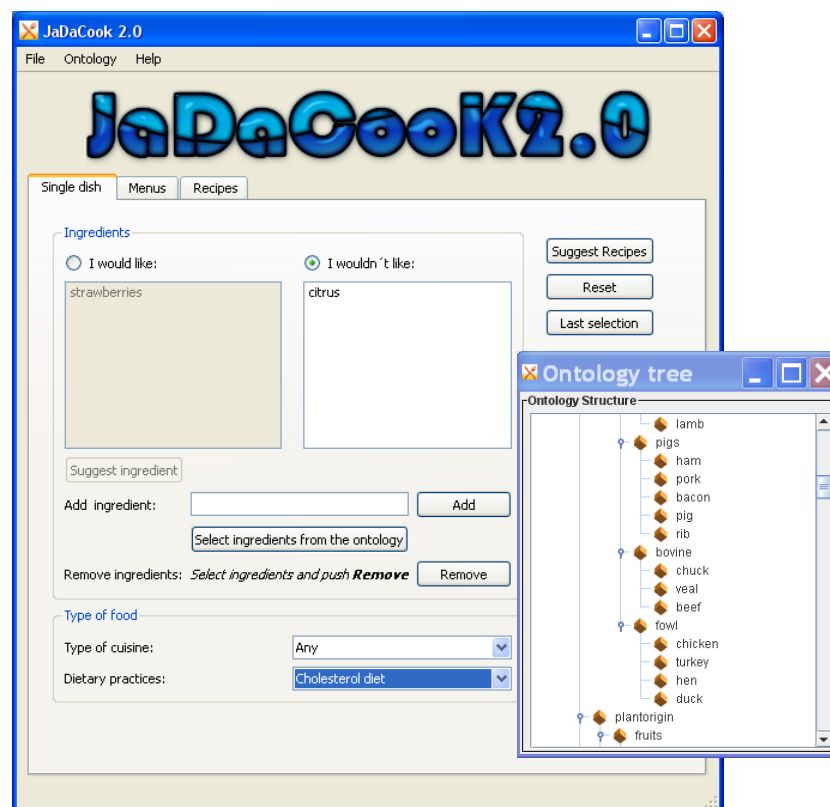 JaDaCook 2.0
File Ontology Help
JaDaCooK2.0
Single dish Menus Recipes
Ingredients
I would like: I wouldn´t like:
strawberries citrus
Suggest Recipes
Reset
Last selection
Suggest ingredient
Add ingredient: Add
Select ingredients from the ontology
Remove ingredients: Select ingredients and push Remove Remove
Type of food
Type of cuisine: Any
Dietary practices: Cholesterol diet
Ontology tree
Ontology Structure
lamb
pigs
ham
pork
bacon
pig
rib
bovine
chuck
veal
beef
fowl
chicken
turkey
hen
duck
plantorigin
fruits